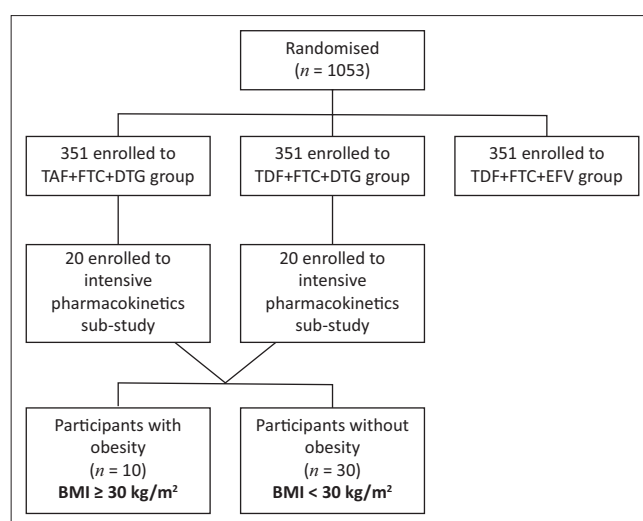 Randomised
(n = 1053)
351 enrolled to
TAF+FTC+DTG group
351 enrolled to
TDF+FTC+DTG group
351 enrolled to
TDF+FTC+EFV group
20 enrolled to
intensive
pharmacokinetics
sub-study
20 enrolled to
intensive
pharmacokinetics
sub-study
Participants with
obesity
(n = 10)
BMI ≥ 30 kg/m²
Participants without
obesity
(n = 30)
BMI < 30 kg/m²